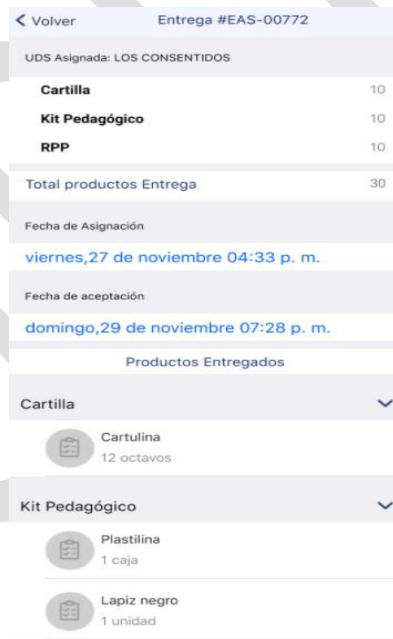 Volver Entrega #EAS-00772
UDS Asignada: LOS CONSENTIDOS
Cartilla 10
Kit Pedagógico 10
RPP 10
Total productos Entrega 30
Fecha de Asignación
viernes,27 de noviembre 04:33 p. m.
Fecha de aceptación
domingo,29 de noviembre 07:28 p. m.
Productos Entregados
Cartilla
Cartulina
12 octavos
Kit Pedagógico
Plastilina
1 caja
Lapiz negro
1 unidad